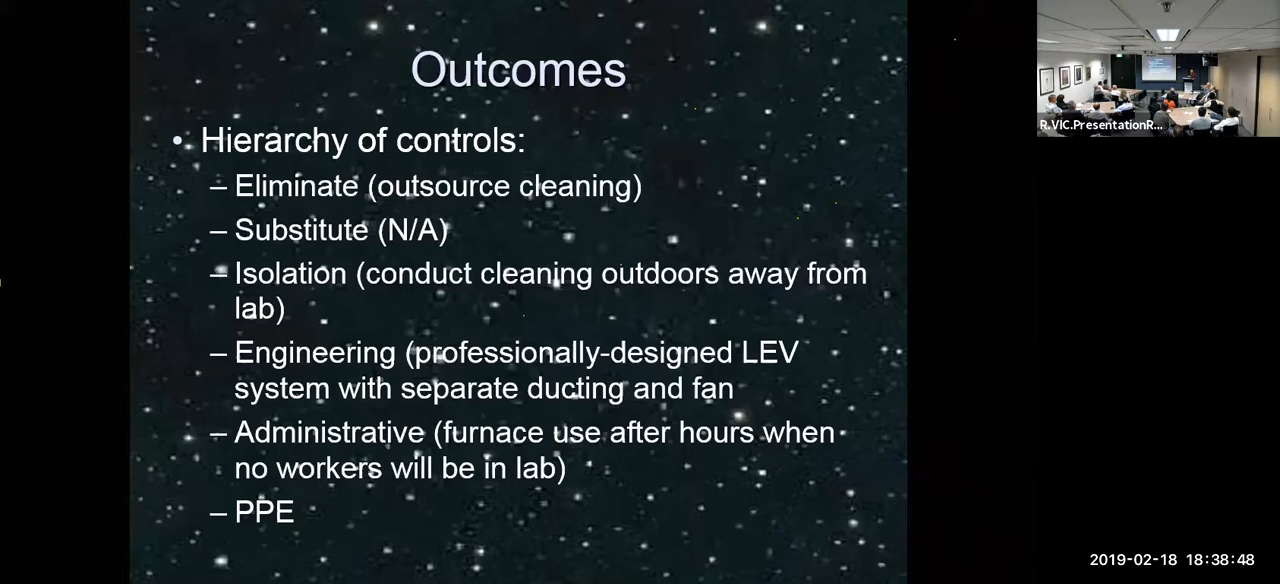 Outcomes
• Hierarchy of controls:
– Eliminate (outsource cleaning)
– Substitute (N/A)
– Isolation (conduct cleaning outdoors away from
lab)
– Engineering (professionally-designed LEV
system with separate ducting and fan
– Administrative (furnace use after hours when
no workers will be in lab)
– PPE
R.VIC.PresentationR...
2019-02-18 18:38:48